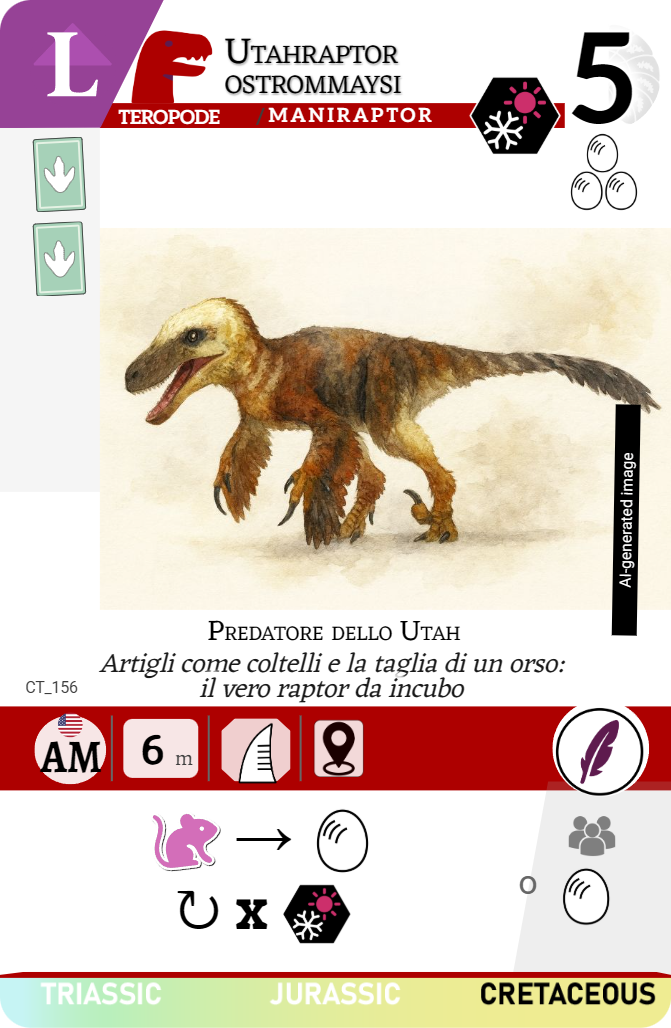 L
Utahraptor
ostrommaysi
TEROPODE / MANIRAPTOR
5
AI-generated image
Predatore dello Utah
Artigli come coltelli e la taglia di un orso:
il vero raptor da incubo
CT_156
AM
6 m
x
o
TRIASSIC JURASSIC CRETACEOUS